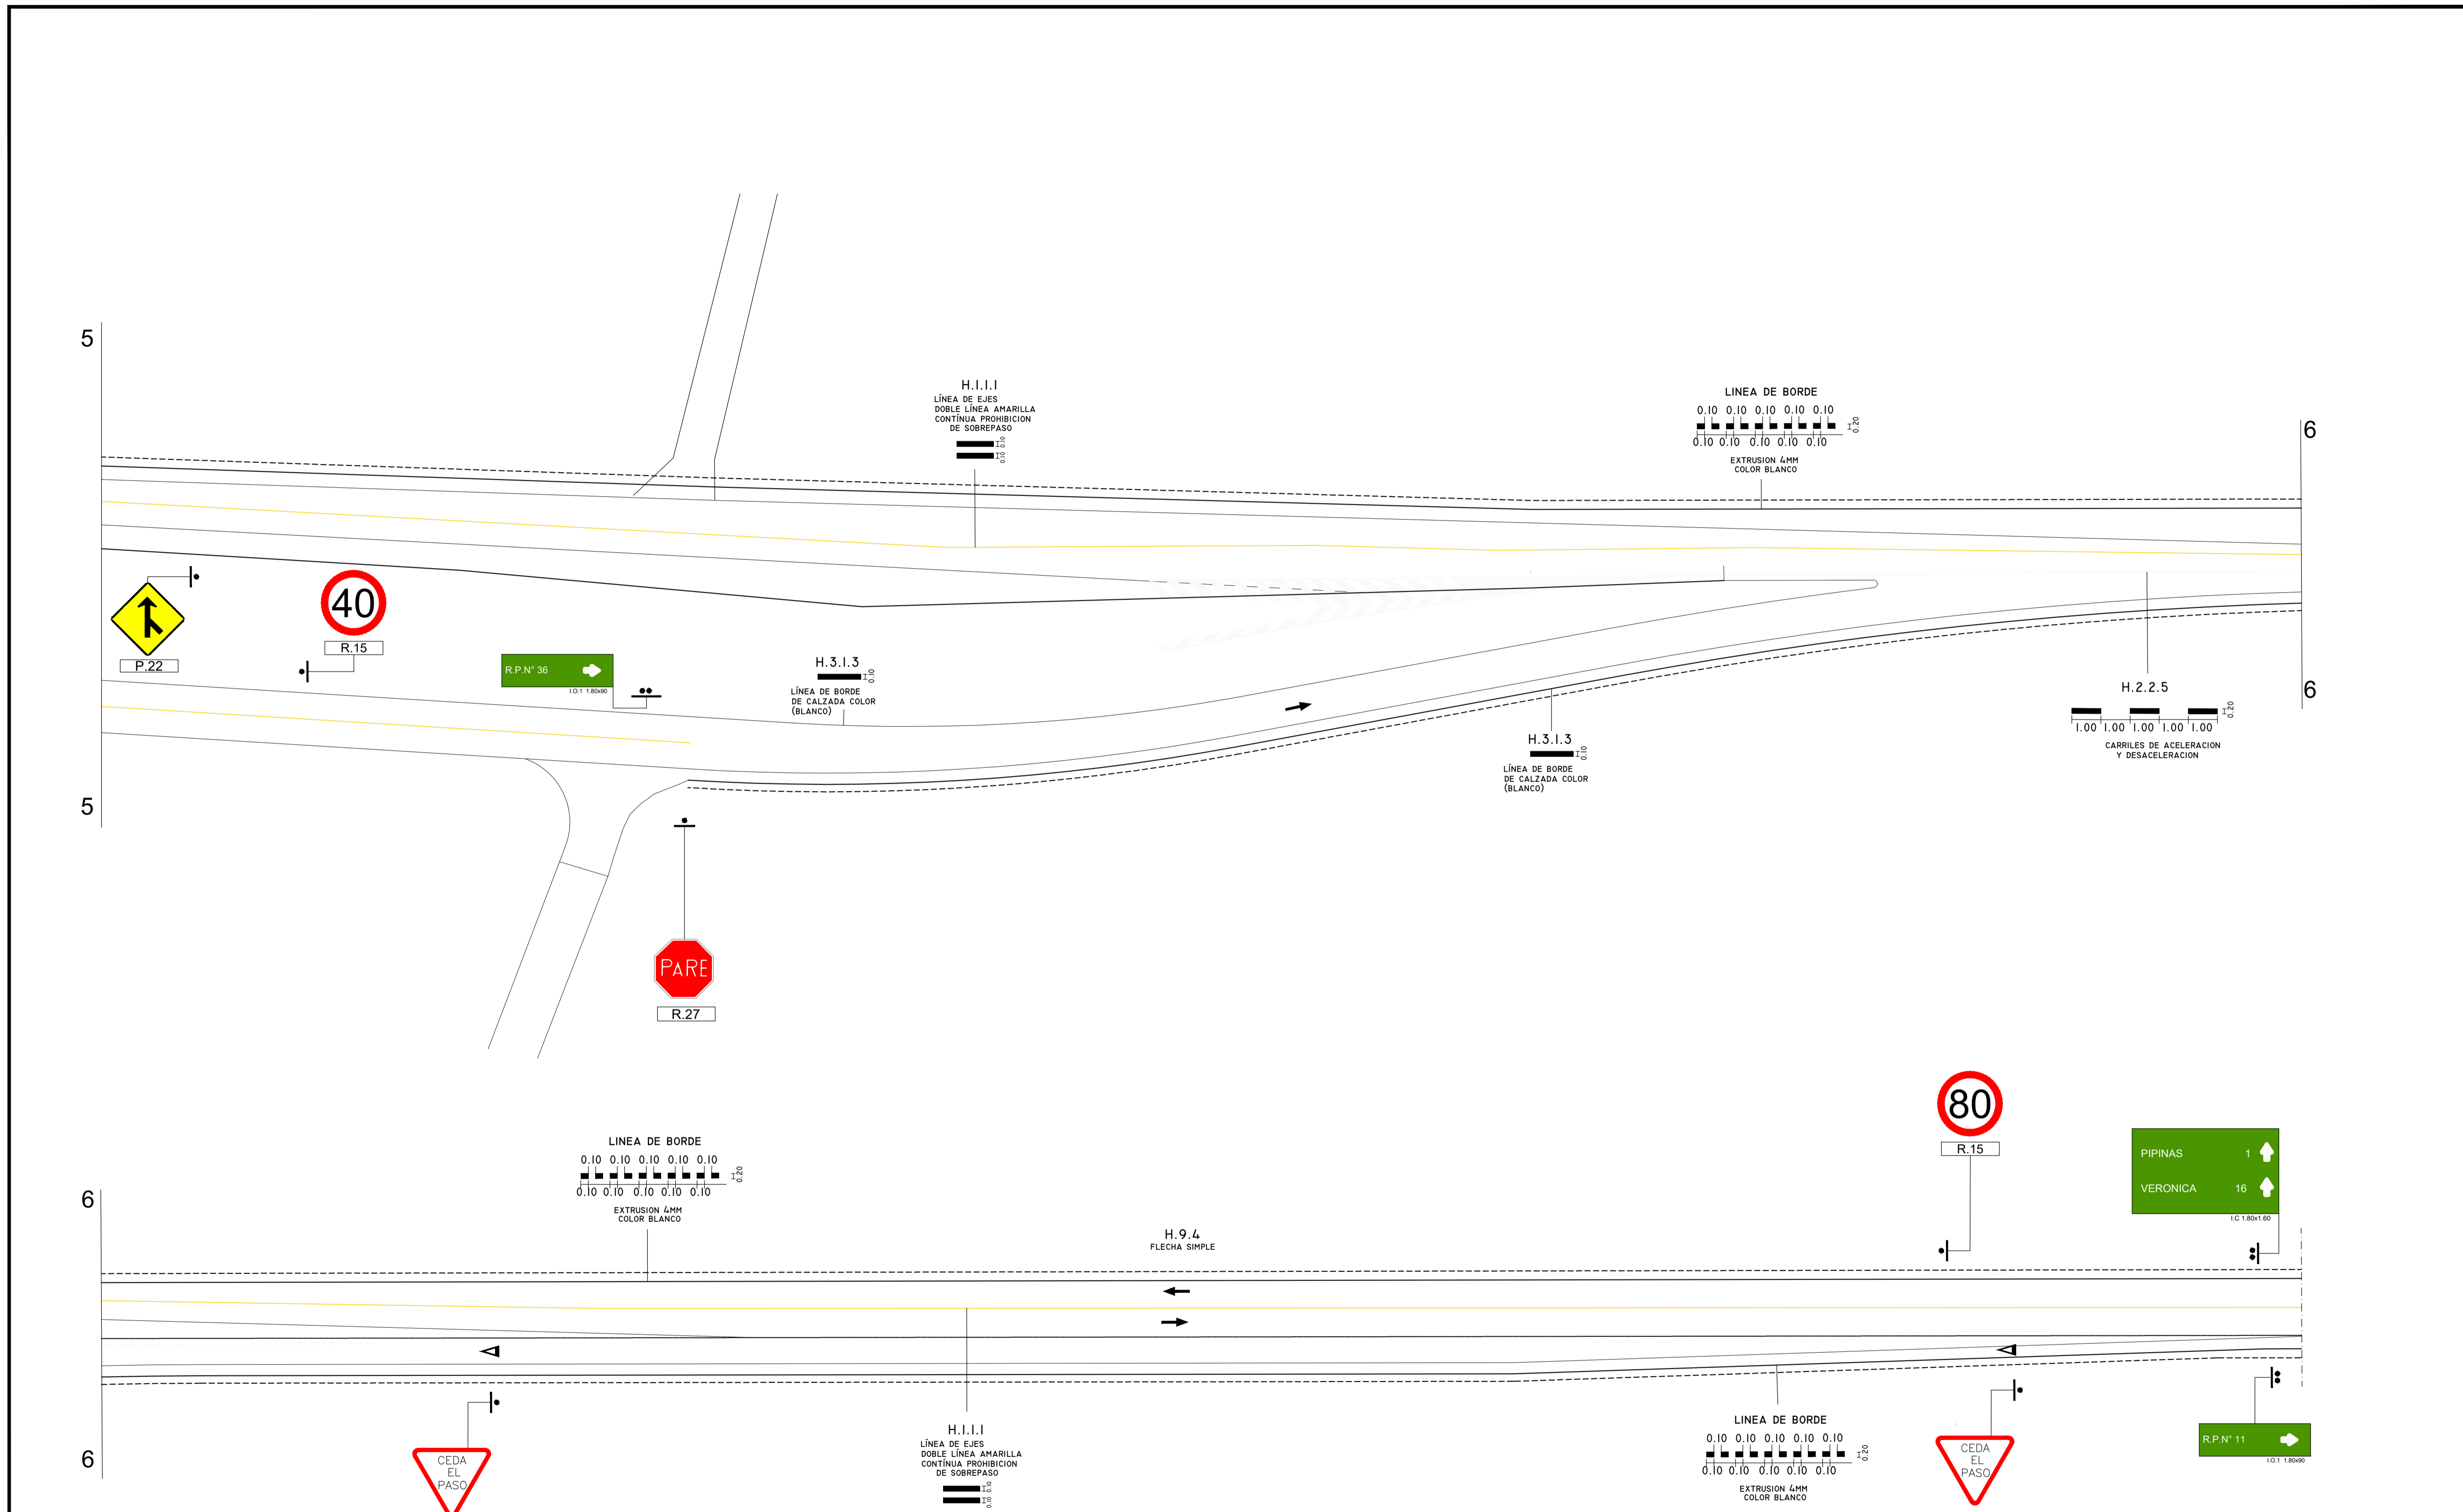 5
H.1.1.1
LÍNEA DE EJES
DOBLE LÍNEA AMARILLA
CONTÍNUA PROHIBICION
DE SOBREPASO
0.10
0.10
LINEA DE BORDE
0.10 0.10 0.10 0.10 0.10
0.10 0.10 0.10 0.10 0.10
0.20
EXTRUSION 4MM
COLOR BLANCO
6
40
R.15
P.22
R.P.N° 36
I.O.1 1.80x90
H.3.1.3
0.10
LÍNEA DE BORDE
DE CALZADA COLOR
(BLANCO)
H.3.1.3
0.10
LÍNEA DE BORDE
DE CALZADA COLOR
(BLANCO)
H.2.2.5
0.20
1.00 1.00 1.00 1.00 1.00
CARRILES DE ACELERACION
Y DESACELERACION
6
5
PARE
R.27
80
R.15
LINEA DE BORDE
0.10 0.10 0.10 0.10 0.10
0.10 0.10 0.10 0.10 0.10
0.20
EXTRUSION 4MM
COLOR BLANCO
PIPINAS 1
VERONICA 16
I.C 1.80x1.60
6
H.9.4
FLECHA SIMPLE
6
CEDA
EL
PASO
H.1.1.1
LÍNEA DE EJES
DOBLE LÍNEA AMARILLA
CONTÍNUA PROHIBICION
DE SOBREPASO
0.10
0.10
LINEA DE BORDE
0.10 0.10 0.10 0.10 0.10
0.10 0.10 0.10 0.10 0.10
0.20
EXTRUSION 4MM
COLOR BLANCO
CEDA
EL
PASO
R.P.N° 11
I.O.1 1.80x90